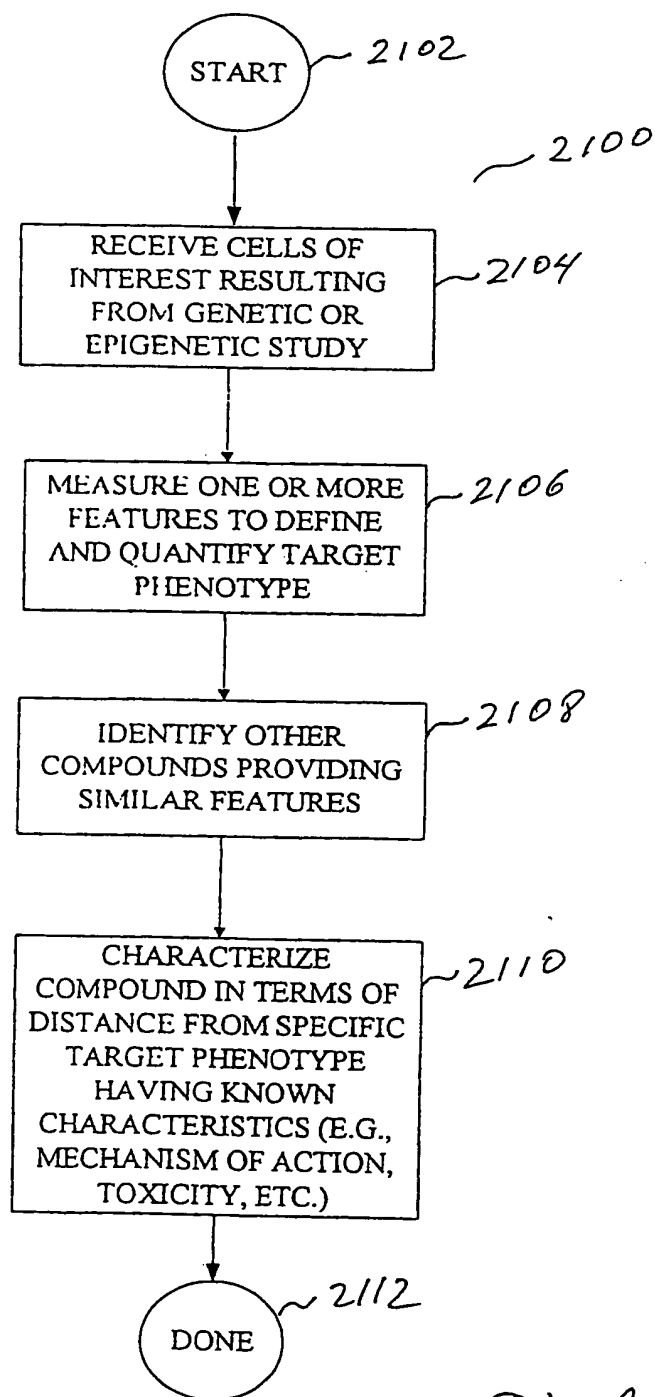 START
2102
2100
RECEIVE CELLS OF
INTEREST RESULTING
FROM GENETIC OR
EPIGENETIC STUDY
2104
MEASURE ONE OR MORE
FEATURES TO DEFINE
AND QUANTIFY TARGET
PHENOTYPE
2106
IDENTIFY OTHER
COMPOUNDS PROVIDING
SIMILAR FEATURES
2108
CHARACTERIZE
COMPOUND IN TERMS OF
DISTANCE FROM SPECIFIC
TARGET PHENOTYPE
HAVING KNOWN
CHARACTERISTICS (E.G.,
MECHANISM OF ACTION,
TOXICITY, ETC.)
2110
DONE
2112